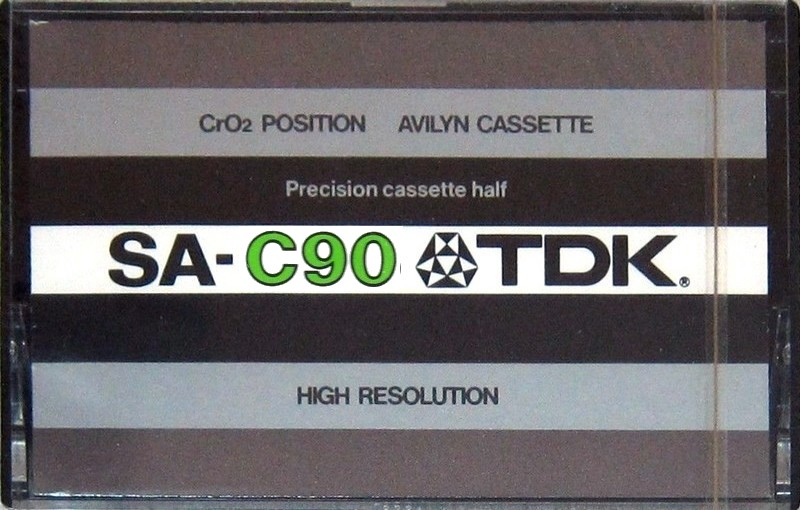 CrO2 POSITION AVILYN CASSETTE
Precision cassette half
SA-C90 TDK®
HIGH RESOLUTION